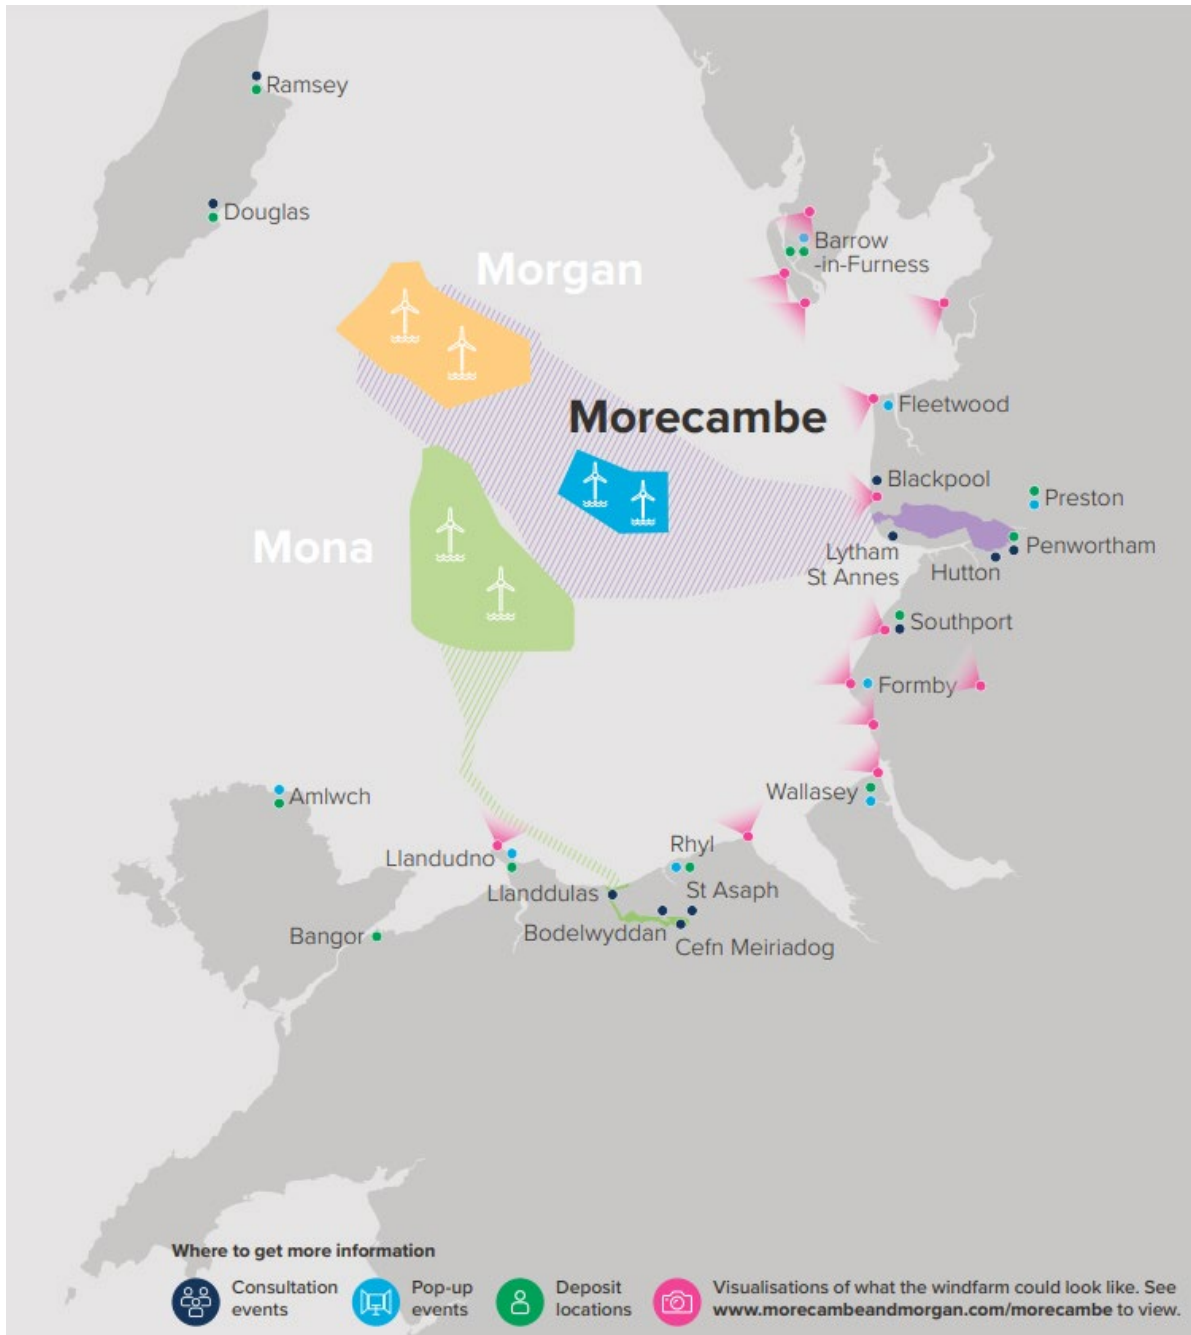 Ramsey
Douglas
Barrow
-in-Furness
Morgan
Fleetwood
Morecambe
Blackpool
Preston
Mona
Lytham
St Annes
Penwortham
Hutton
Southport
Formby
Amlwch
Wallasey
Rhyl
Llandudno
St Asaph
Llanddulas
Bodelwyddan
Bangor
Cefn Meiriadog
Where to get more information
Consultation
events
Pop-up
events
Deposit
locations
Visualisations of what the windfarm could look like. See
www.morecambeandmorgan.com/morecambe to view.